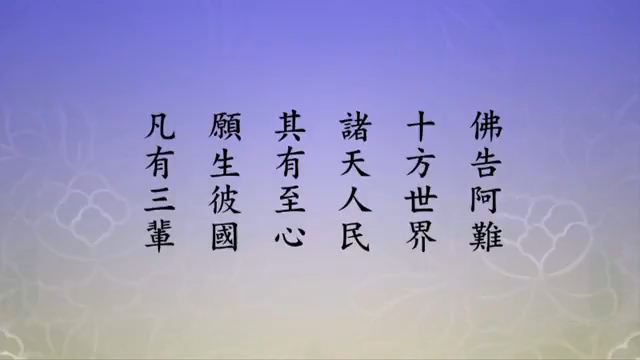 佛告阿難
十方世界
諸天人民
其有至心
願生彼國
凡有三輩